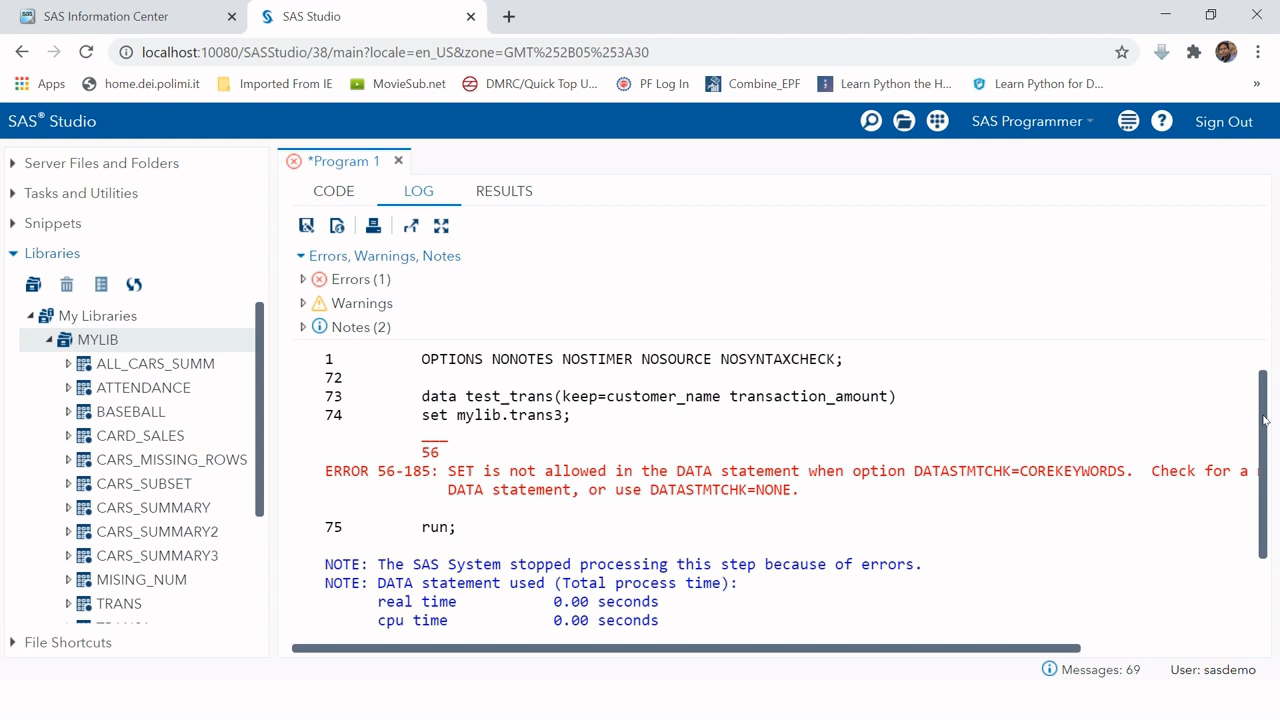 SAS Information Center
SAS Studio
localhost:10080/SASStudio/38/main?locale=en_US&zone=GMT%252B05%253A30
Apps home.dei.polimi.it Imported From IE MovieSub.net DMRC/Quick Top U... PF Log In Combine_EPF Learn Python the H... Learn Python for D... »
SAS® Studio
SAS Programmer
Sign Out
Server Files and Folders
Tasks and Utilities
Snippets
Libraries
My Libraries
MYLIB
ALL_CARS_SUMM
ATTENDANCE
BASEBALL
CARD_SALES
CARS_MISSING_ROWS
CARS_SUBSET
CARS_SUMMARY
CARS_SUMMARY2
CARS_SUMMARY3
MISING_NUM
TRANS
File Shortcuts
*Program 1
CODE LOG RESULTS
Errors, Warnings, Notes
Errors (1)
Warnings
Notes (2)
1 OPTIONS NONOTES NOSTIMER NOSOURCE NOSYNTAXCHECK;
72
73 data test_trans(keep=customer_name transaction_amount)
74 set mylib.trans3;
___
56
ERROR 56-185: SET is not allowed in the DATA statement when option DATASTMTCHK=COREKEYWORDS. Check for a
DATA statement, or use DATASTMTCHK=NONE.
75 run;
NOTE: The SAS System stopped processing this step because of errors.
NOTE: DATA statement used (Total process time):
real time 0.00 seconds
cpu time 0.00 seconds
Messages: 69 User: sasdemo